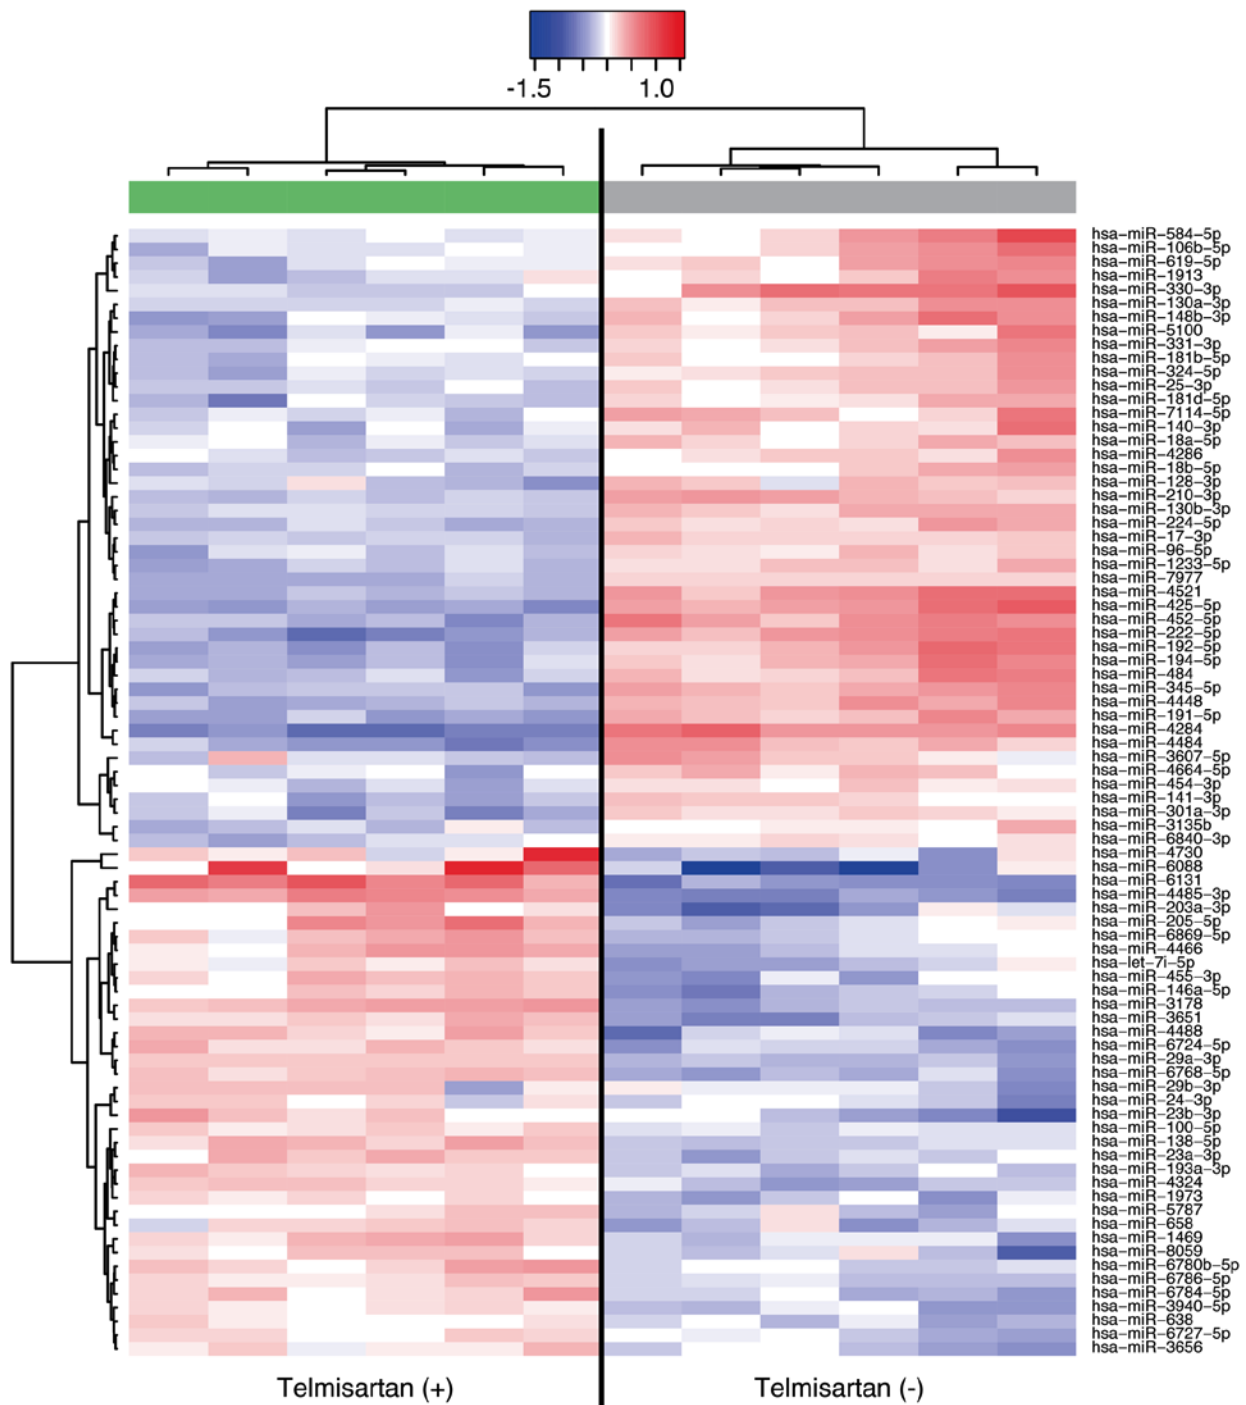 -1.5 1.0
hsa-miR-584-5p
hsa-miR-106b-5p
hsa-miR-619-5p
hsa-miR-1913
hsa-miR-330-3p
hsa-miR-130a-3p
hsa-miR-148b-3p
hsa-miR-5100
hsa-miR-331-3p
hsa-miR-181b-5p
hsa-miR-324-5p
hsa-miR-25-3p
hsa-miR-181d-5p
hsa-miR-7114-5p
hsa-miR-140-3p
hsa-miR-18a-5p
hsa-miR-4286
hsa-miR-18b-5p
hsa-miR-128-3p
hsa-miR-210-3p
hsa-miR-130b-3p
hsa-miR-224-5p
hsa-miR-17-3p
hsa-miR-96-5p
hsa-miR-1233-5p
hsa-miR-7977
hsa-miR-4521
hsa-miR-425-5p
hsa-miR-452-5p
hsa-miR-222-5p
hsa-miR-192-5p
hsa-miR-194-5p
hsa-miR-484
hsa-miR-345-5p
hsa-miR-4448
hsa-miR-191-5p
hsa-miR-4284
hsa-miR-4484
hsa-miR-3607-5p
hsa-miR-4664-5p
hsa-miR-454-3p
hsa-miR-141-3p
hsa-miR-301a-3p
hsa-miR-3135b
hsa-miR-6840-3p
hsa-miR-4730
hsa-miR-6088
hsa-miR-6131
hsa-miR-4485-3p
hsa-miR-203a-3p
hsa-miR-205-5p
hsa-miR-6869-5p
hsa-miR-4466
hsa-let-7i-5p
hsa-miR-455-3p
hsa-miR-146a-5p
hsa-miR-3178
hsa-miR-3651
hsa-miR-4488
hsa-miR-6724-5p
hsa-miR-29a-3p
hsa-miR-6768-5p
hsa-miR-29b-3p
hsa-miR-24-3p
hsa-miR-23b-3p
hsa-miR-100-5p
hsa-miR-138-5p
hsa-miR-23a-3p
hsa-miR-193a-3p
hsa-miR-4324
hsa-miR-1973
hsa-miR-5787
hsa-miR-658
hsa-miR-1469
hsa-miR-8059
hsa-miR-6780b-5p
hsa-miR-6786-5p
hsa-miR-6784-5p
hsa-miR-3940-5p
hsa-miR-638
hsa-miR-6727-5p
hsa-miR-3656
Telmisartan (+) Telmisartan (-)